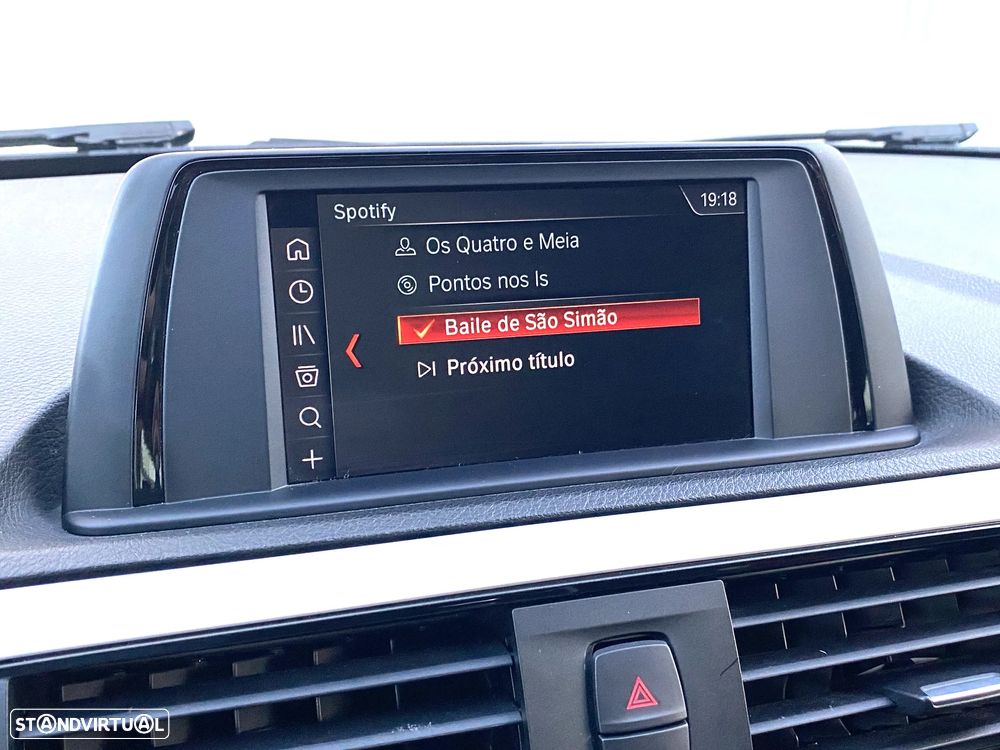 Spotify
19:18
Os Quatro e Meia
Pontos nos Is
Baile de São Simão
Próximo título
STANDVIRTUAL